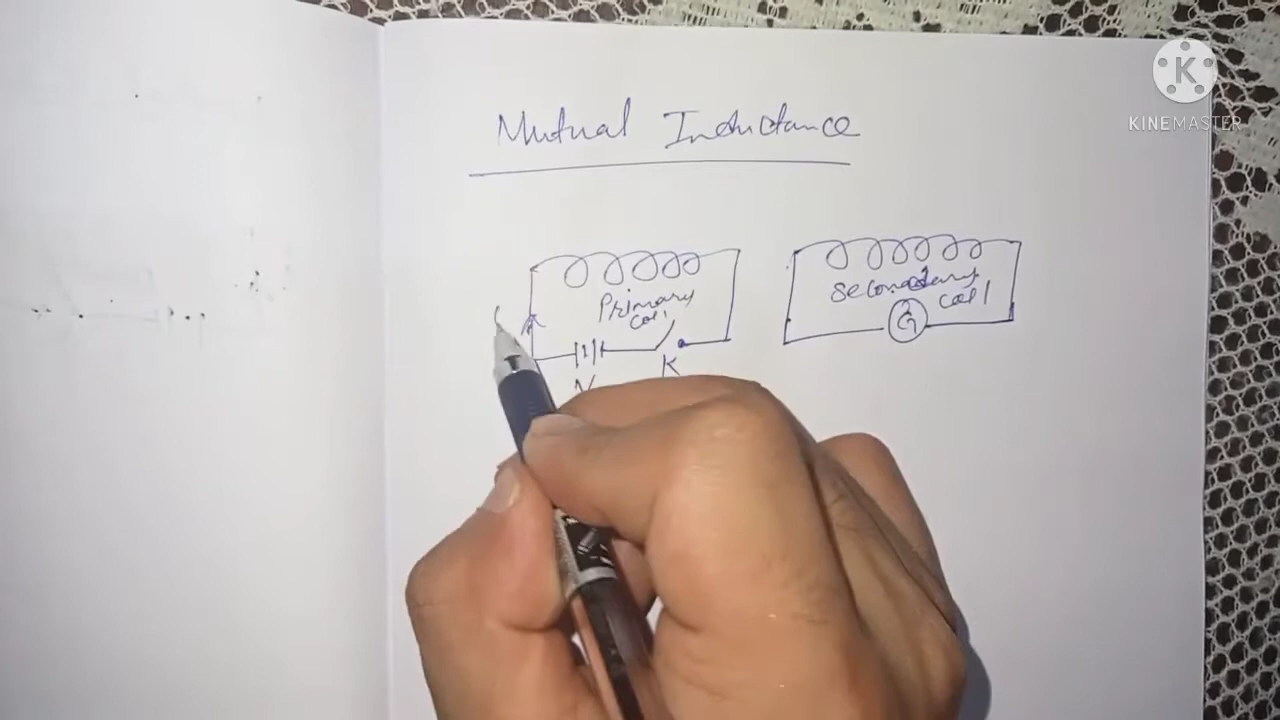 Mutual Inductance
Primary
coil
Secondary
coil
G
K
V
K
KINEMASTER